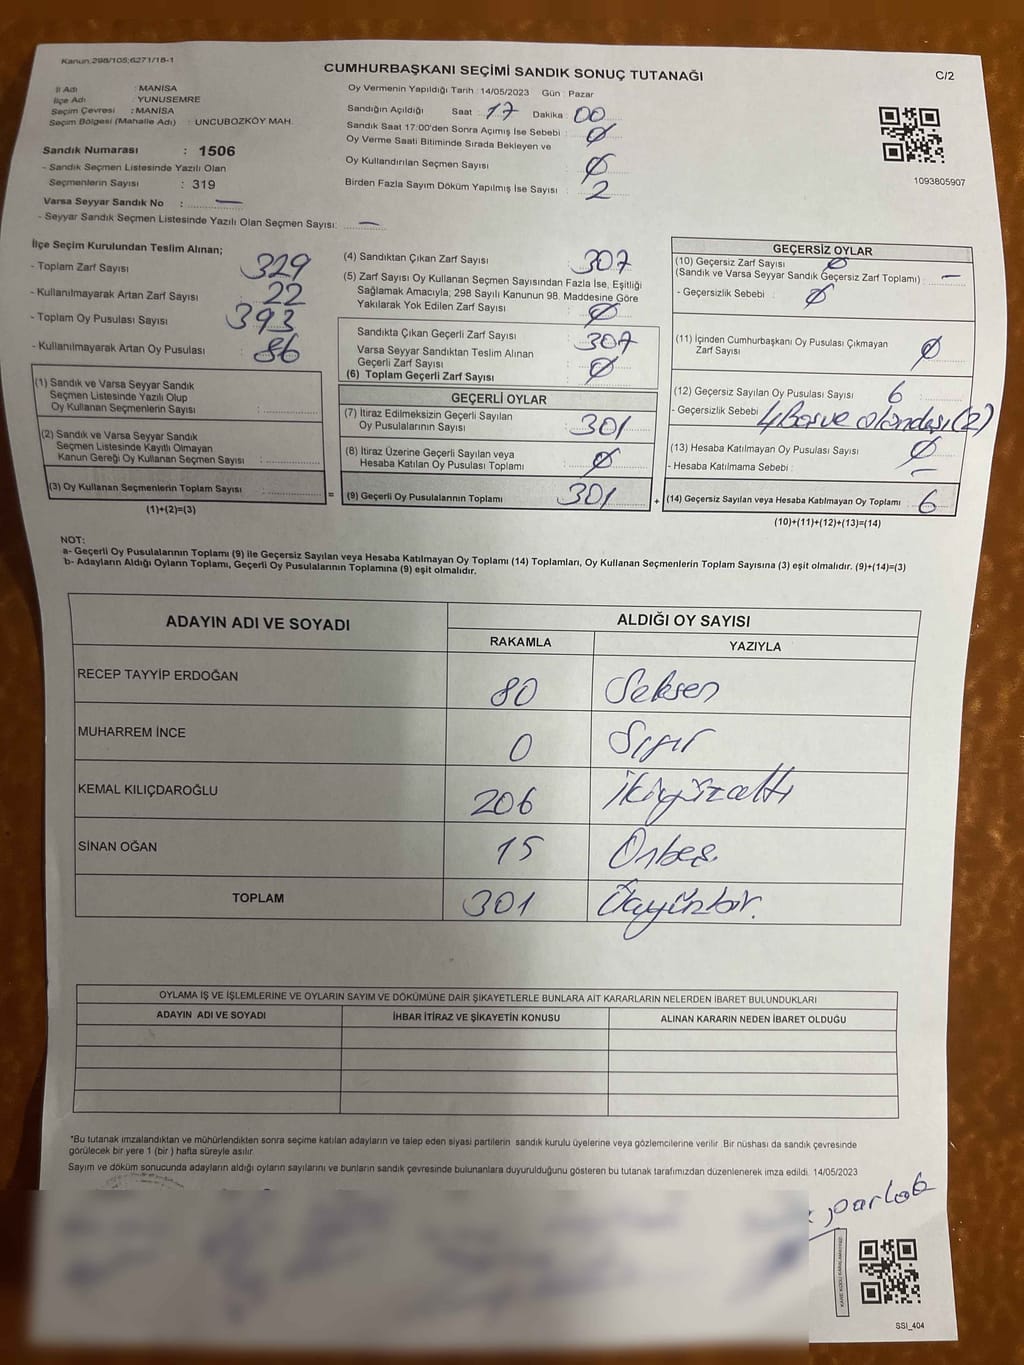 Kanun;298/105;6271/18-1
CUMHURBAŞKANI SEÇİMİ SANDIK SONUÇ TUTANAĞI
C/2
İl Adı : MANİSA
İlçe Adı : YUNUSEMRE
Seçim Çevresi : MANİSA
Seçim Bölgesi (Mahalle Adı) : UNCUBOZKÖY MAH.
Sandık Numarası : 1506
- Sandık Seçmen Listesinde Yazılı Olan
Seçmenlerin Sayısı : 319
Varsa Seyyar Sandık No : —
- Seyyar Sandık Seçmen Listesinde Yazılı Olan Seçmen Sayısı: —
Oy Vermenin Yapıldığı Tarih : 14/05/2023 Gün : Pazar
Sandığın Açıldığı Saat : 17 Dakika : 00
Sandık Saat 17:00'den Sonra Açımış İse Sebebi : Ø
Oy Verme Saati Bitiminde Sırada Bekleyen ve
Oy Kullandırılan Seçmen Sayısı : Ø
Birden Fazla Sayım Döküm Yapılmış İse Sayısı : 2
1093805907
İlçe Seçim Kurulundan Teslim Alınan;
- Toplam Zarf Sayısı : 329
- Kullanılmayarak Artan Zarf Sayısı : 22
- Toplam Oy Pusulası Sayısı : 393
- Kullanılmayarak Artan Oy Pusulası : 86
(1) Sandık ve Varsa Seyyar Sandık
Seçmen Listesinde Yazılı Olup
Oy Kullanan Seçmenlerin Sayısı :
(2) Sandık ve Varsa Seyyar Sandık
Seçmen Listesinde Kayıtlı Olmayan
Kanun Gereği Oy Kullanan Seçmen Sayısı :
(3) Oy Kullanan Seçmenlerin Toplam Sayısı :
(1)+(2)=(3)
=
(4) Sandıktan Çıkan Zarf Sayısı : 307
(5) Zarf Sayısı Oy Kullanan Seçmen Sayısından Fazla İse, Eşitliği
Sağlamak Amacıyla, 298 Sayılı Kanunun 98. Maddesine Göre
Yakılarak Yok Edilen Zarf Sayısı : Ø
Sandıkta Çıkan Geçerli Zarf Sayısı : 307
Varsa Seyyar Sandıktan Teslim Alınan
Geçerli Zarf Sayısı : Ø
(6) Toplam Geçerli Zarf Sayısı
GEÇERLİ OYLAR
(7) İtiraz Edilmeksizin Geçerli Sayılan
Oy Pusulalarının Sayısı : 301
(8) İtiraz Üzerine Geçerli Sayılan veya
Hesaba Katılan Oy Pusulası Toplamı : Ø
(9) Geçerli Oy Pusulalarının Toplamı : 301
+
GEÇERSİZ OYLAR
(10) Geçersiz Zarf Sayısı Ø
(Sandık ve Varsa Seyyar Sandık Geçersiz Zarf Toplamı) : —
- Geçersizlik Sebebi : Ø
(11) İçinden Cumhurbaşkanı Oy Pusulası Çıkmayan
Zarf Sayısı : Ø
(12) Geçersiz Sayılan Oy Pusulası Sayısı : 6
- Geçersizlik Sebebi : (2)
(13) Hesaba Katılmayan Oy Pusulası Sayısı : Ø
- Hesaba Katılmama Sebebi : —
(14) Geçersiz Sayılan veya Hesaba Katılmayan Oy Toplamı : 6
(10)+(11)+(12)+(13)=(14)
NOT:
a- Geçerli Oy Pusulalarının Toplamı (9) ile Geçersiz Sayılan veya Hesaba Katılmayan Oy Toplamı (14) Toplamları, Oy Kullanan Seçmenlerin Toplam Sayısına (3) eşit olmalıdır. (9)+(14)=(3)
b- Adayların Aldığı Oyların Toplamı, Geçerli Oy Pusulalarının Toplamına (9) eşit olmalıdır.
ADAYIN ADI VE SOYADI
ALDIĞI OY SAYISI
RAKAMLA YAZIYLA
RECEP TAYYİP ERDOĞAN 80 Seksen
MUHARREM İNCE 0 Sıfır
KEMAL KILIÇDAROĞLU 206 İkiyüzaltı
SİNAN OĞAN 15 Onbeş.
TOPLAM 301 Üçyüzbir.
OYLAMA İŞ VE İŞLEMLERİNE VE OYLARIN SAYIM VE DÖKÜMÜNE DAİR ŞİKAYETLERLE BUNLARA AİT KARARLARIN NELERDEN İBARET BULUNDUKLARI
ADAYIN ADI VE SOYADI İHBAR İTİRAZ VE ŞİKAYETİN KONUSU ALINAN KARARIN NEDEN İBARET OLDUĞU
*Bu tutanak imzalandıktan ve mühürlendikten sonra seçime katılan adayların ve talep eden siyasi partilerin sandık kurulu üyelerine veya gözlemcilerine verilir. Bir nüshası da sandık çevresinde
görülecek bir yere 1 (bir) hafta süreyle asılır.
Sayım ve döküm sonucunda adayların aldığı oyların sayılarını ve bunların sandık çevresinde bulunanlara duyurulduğunu gösteren bu tutanak tarafımızdan düzenlenerek imza edildi. 14/05/2023
parlak
SSI_404